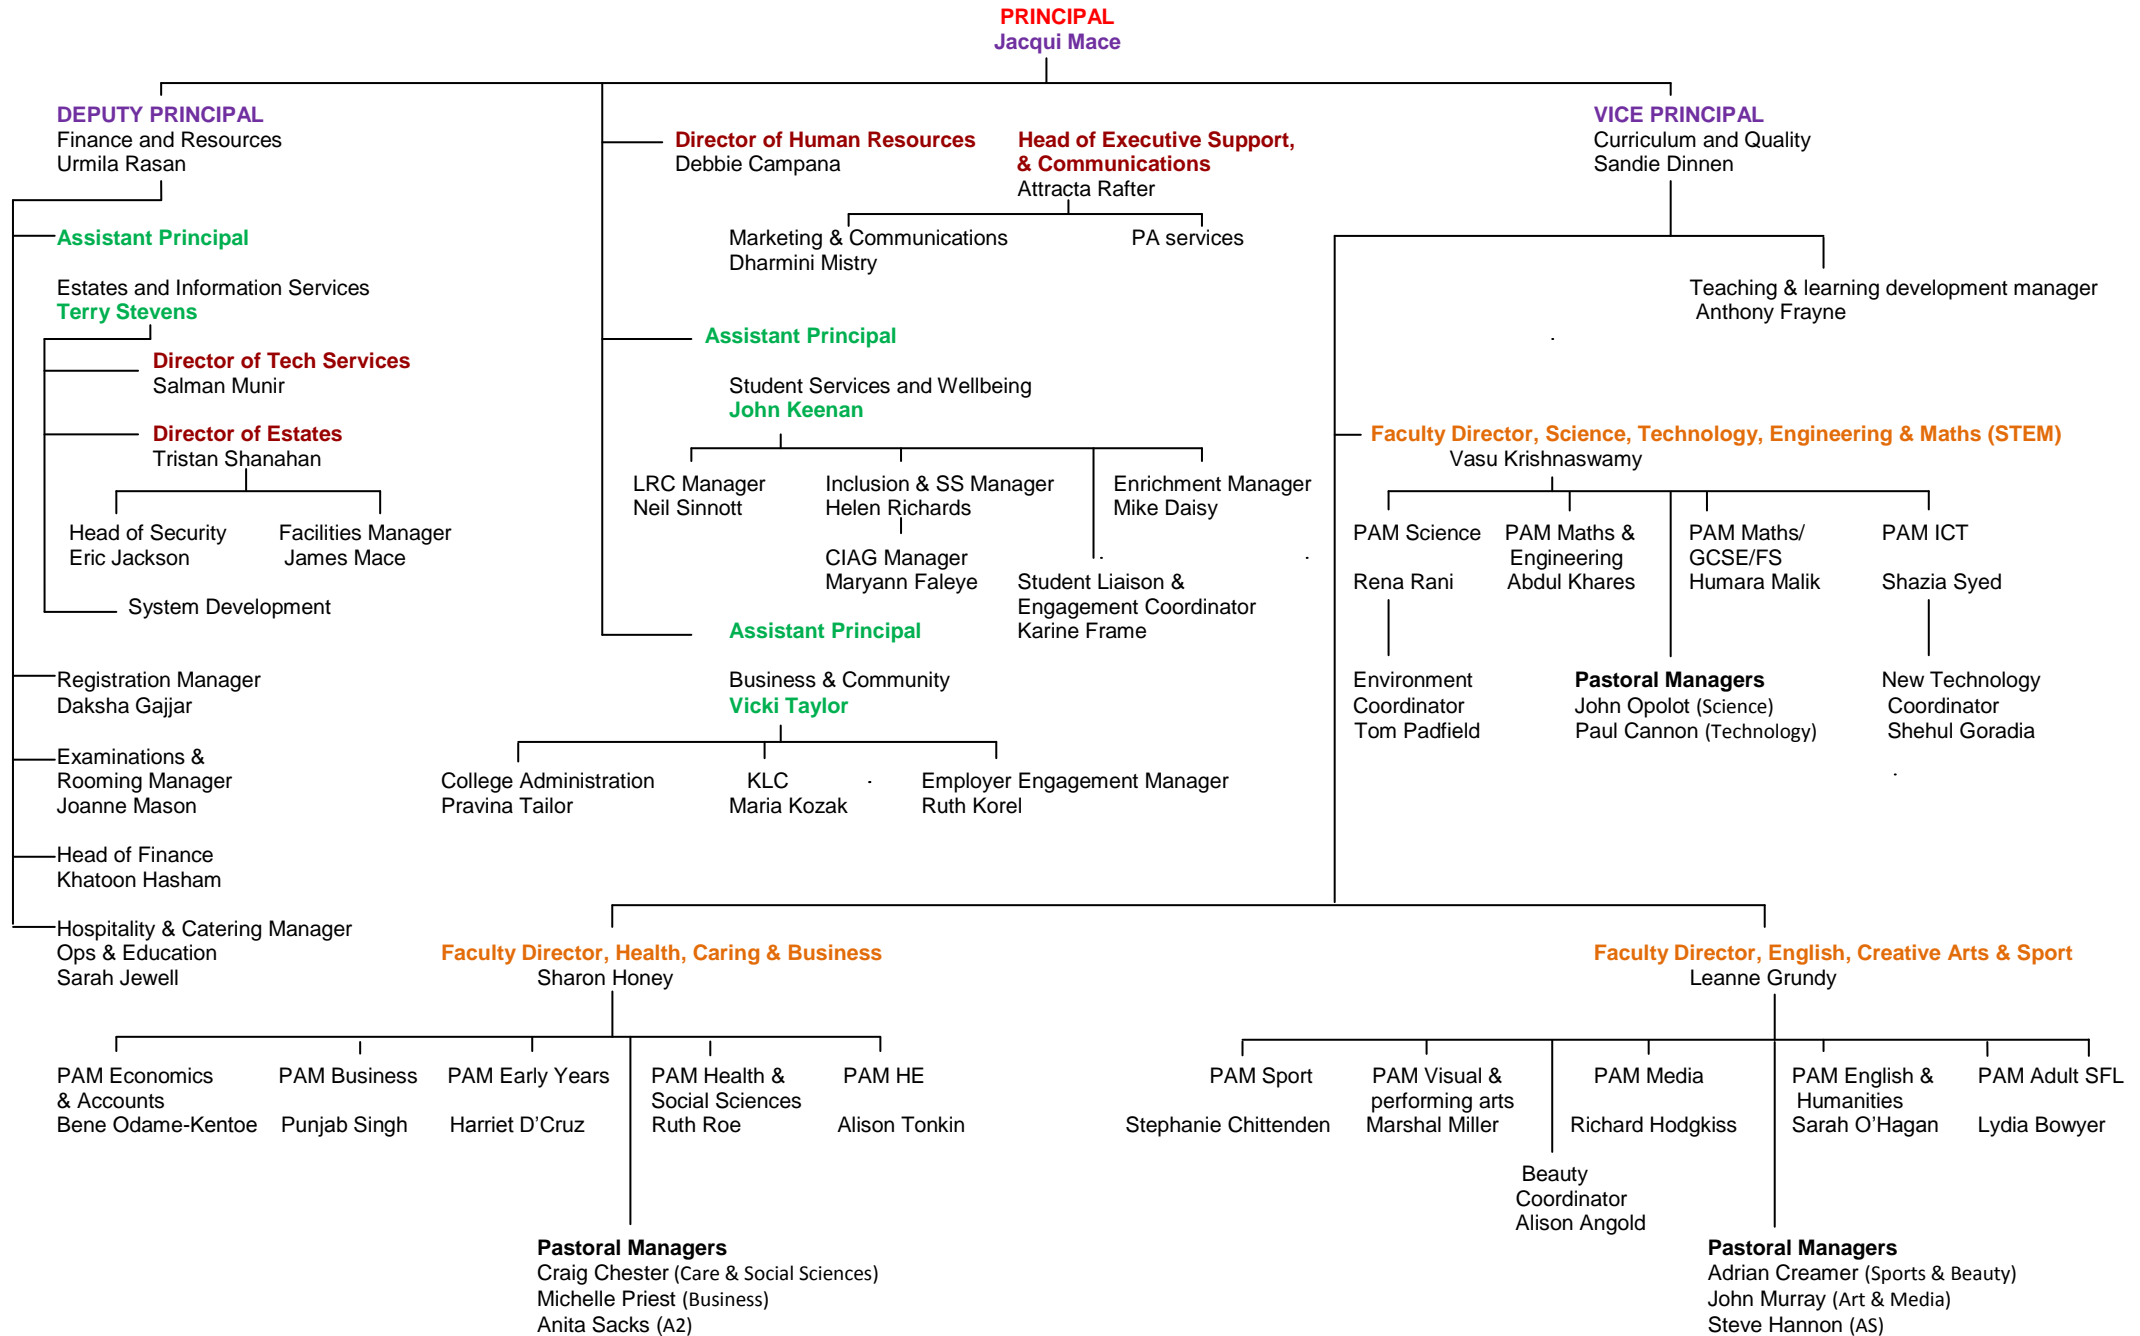 PRINCIPAL
Jacqui Mace
DEPUTY PRINCIPAL
Finance and Resources
Urmila Rasan
Director of Human Resources
Debbie Campana
Head of Executive Support,
& Communications
Attracta Rafter
VICE PRINCIPAL
Curriculum and Quality
Sandie Dinnen
Marketing & Communications
Dharmini Mistry
PA services
Assistant Principal
Estates and Information Services
Terry Stevens
Teaching & learning development manager
Anthony Frayne
Director of Tech Services
Salman Munir
Director of Estates
Tristan Shanahan
Head of Security
Eric Jackson
Facilities Manager
James Mace
System Development
Registration Manager
Daksha Gajjar
Examinations &
Rooming Manager
Joanne Mason
Head of Finance
Khatoon Hasham
Hospitality & Catering Manager
Ops & Education
Sarah Jewell
Assistant Principal
Student Services and Wellbeing
John Keenan
LRC Manager
Neil Sinnott
Inclusion & SS Manager
Helen Richards
CIAG Manager
Maryann Faleye
Student Liaison &
Engagement Coordinator
Karine Frame
Enrichment Manager
Mike Daisy
Assistant Principal
Business & Community
Vicki Taylor
College Administration
Pravina Tailor
KLC
Maria Kozak
Employer Engagement Manager
Ruth Korel
Faculty Director, Science, Technology, Engineering & Maths (STEM)
Vasu Krishnaswamy
PAM Science
Rena Rani
PAM Maths &
Engineering
Abdul Khares
PAM Maths/
GCSE/FS
Humara Malik
PAM ICT
Shazia Syed
Environment
Coordinator
Tom Padfield
Pastoral Managers
John Opolot (Science)
Paul Cannon (Technology)
New Technology
Coordinator
Shehul Goradia
Faculty Director, Health, Caring & Business
Sharon Honey
PAM Economics
& Accounts
Bene Odame-Kentoe
PAM Business
Punjab Singh
PAM Early Years
Harriet D’Cruz
PAM Health &
Social Sciences
Ruth Roe
PAM HE
Alison Tonkin
Pastoral Managers
Craig Chester (Care & Social Sciences)
Michelle Priest (Business)
Anita Sacks (A2)
Faculty Director, English, Creative Arts & Sport
Leanne Grundy
PAM Sport
Stephanie Chittenden
PAM Visual &
performing arts
Marshal Miller
Beauty
Coordinator
Alison Angold
PAM Media
Richard Hodgkiss
PAM English &
Humanities
Sarah O’Hagan
PAM Adult SFL
Lydia Bowyer
Pastoral Managers
Adrian Creamer (Sports & Beauty)
John Murray (Art & Media)
Steve Hannon (AS)